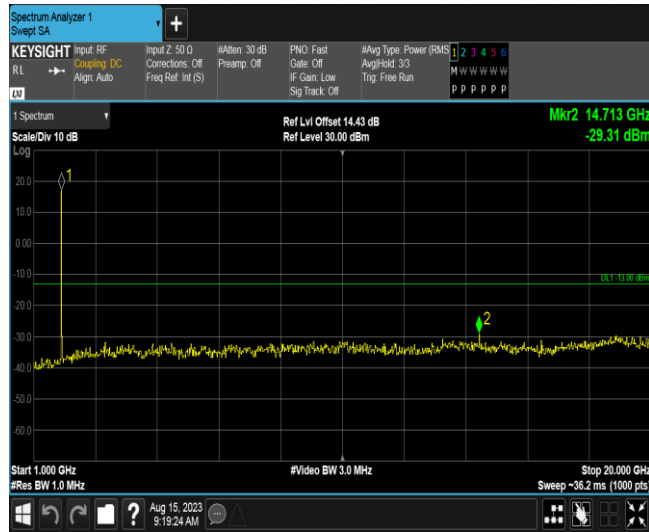 Spectrum Analyzer 1
Swept SA
KEYSIGHT
RL
LXI
Input: RF
Coupling: DC
Align: Auto
Input Z: 50 Ω
Corrections: Off
Freq Ref: Int (S)
#Atten: 30 dB
Preamp: Off
PNO: Fast
Gate: Off
IF Gain: Low
Sig Track: Off
#Avg Type: Power (RMS
Avg|Hold: 3/3
Trig: Free Run
1 2 3 4 5 6
M W W W W W
P P P P P P
1 Spectrum
Scale/Div 10 dB
Log
Ref Lvl Offset 14.43 dB
Ref Level 30.00 dBm
Mkr2 14.713 GHz
-29.31 dBm
1
20.0
10.0
0.00
-10.0
DL1 -13.00 dBm
2
-20.0
-30.0
-40.0
-50.0
-60.0
Start 1.000 GHz
#Res BW 1.0 MHz
#Video BW 3.0 MHz
Stop 20.000 GHz
Sweep ~36.2 ms (1000 pts)
?
Aug 15, 2023
9:19:24 AM